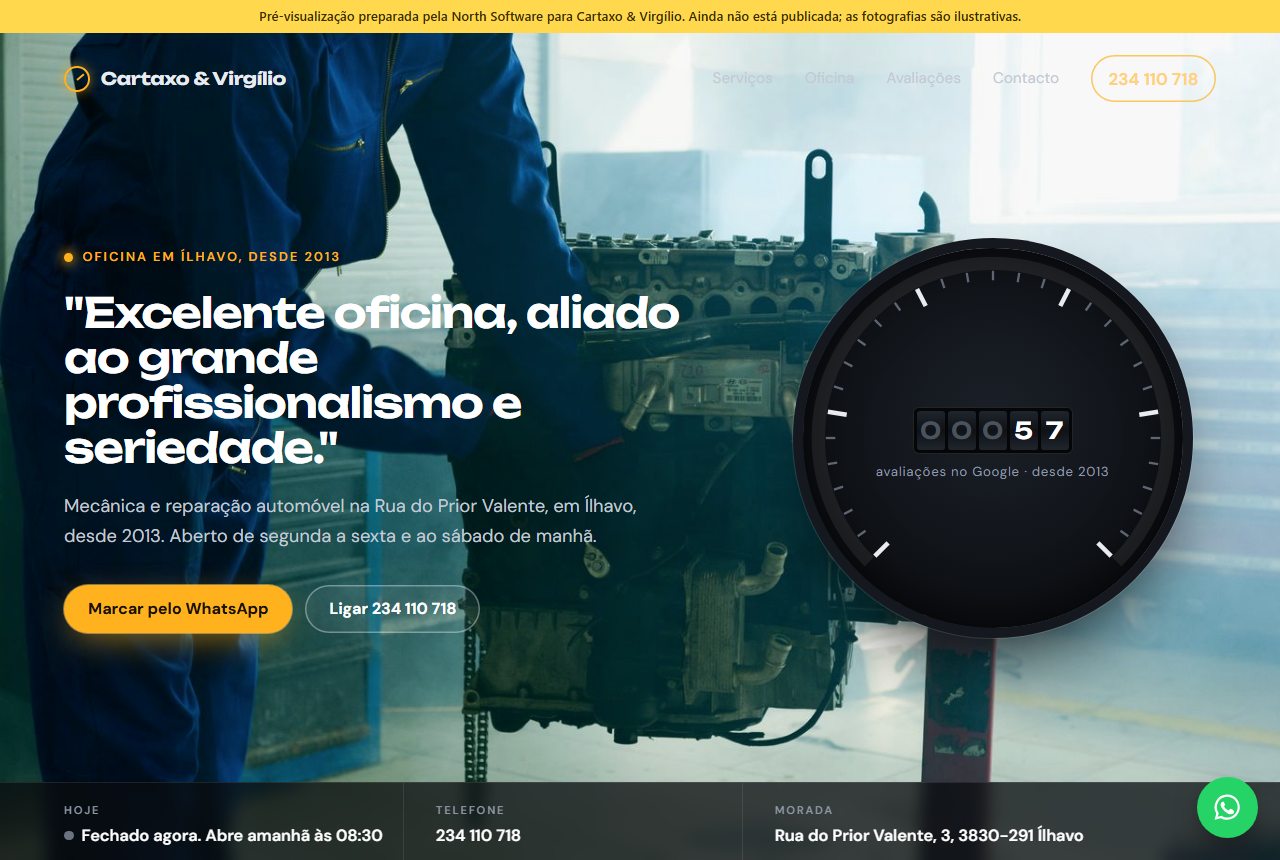 Pré-visualização preparada pela North Software para Cartaxo & Virgílio. Ainda não está publicada; as fotografias são ilustrativas.
Cartaxo & Virgílio
Serviços
Oficina
Avaliações
Contacto
234 110 718
OFICINA EM ÍLHAVO, DESDE 2013
"Excelente oficina, aliado
ao grande
profissionalismo e
seriedade."
Mecânica e reparação automóvel na Rua do Prior Valente, em Ílhavo,
desde 2013. Aberto de segunda a sexta e ao sábado de manhã.
Marcar pelo WhatsApp
Ligar 234 110 718
00057
avaliações no Google · desde 2013
HOJE
Fechado agora. Abre amanhã às 08:30
TELEFONE
234 110 718
MORADA
Rua do Prior Valente, 3, 3830-291 Ílhavo